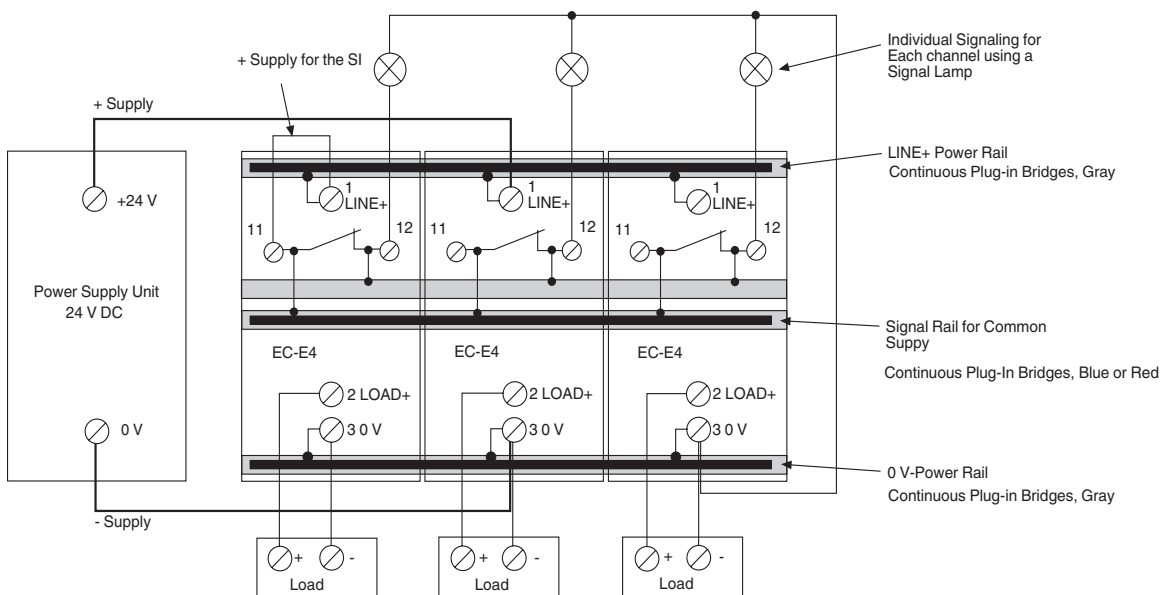 Individual Signaling for
Each channel using a
Signal Lamp
+ Supply for the SI
+ Supply
LINE+ Power Rail
Continuous Plug-in Bridges, Gray
+24 V
1
LINE+
1
LINE+
1
LINE+
11
12
11
12
11
12
Power Supply Unit
24 V DC
Signal Rail for Common
Suppy
Continuous Plug-In Bridges, Blue or Red
EC-E4
EC-E4
EC-E4
2 LOAD+
2 LOAD+
2 LOAD+
0 V
3 0 V
3 0 V
3 0 V
0 V-Power Rail
Continuous Plug-in Bridges, Gray
- Supply
+ -
+ -
+ -
Load
Load
Load